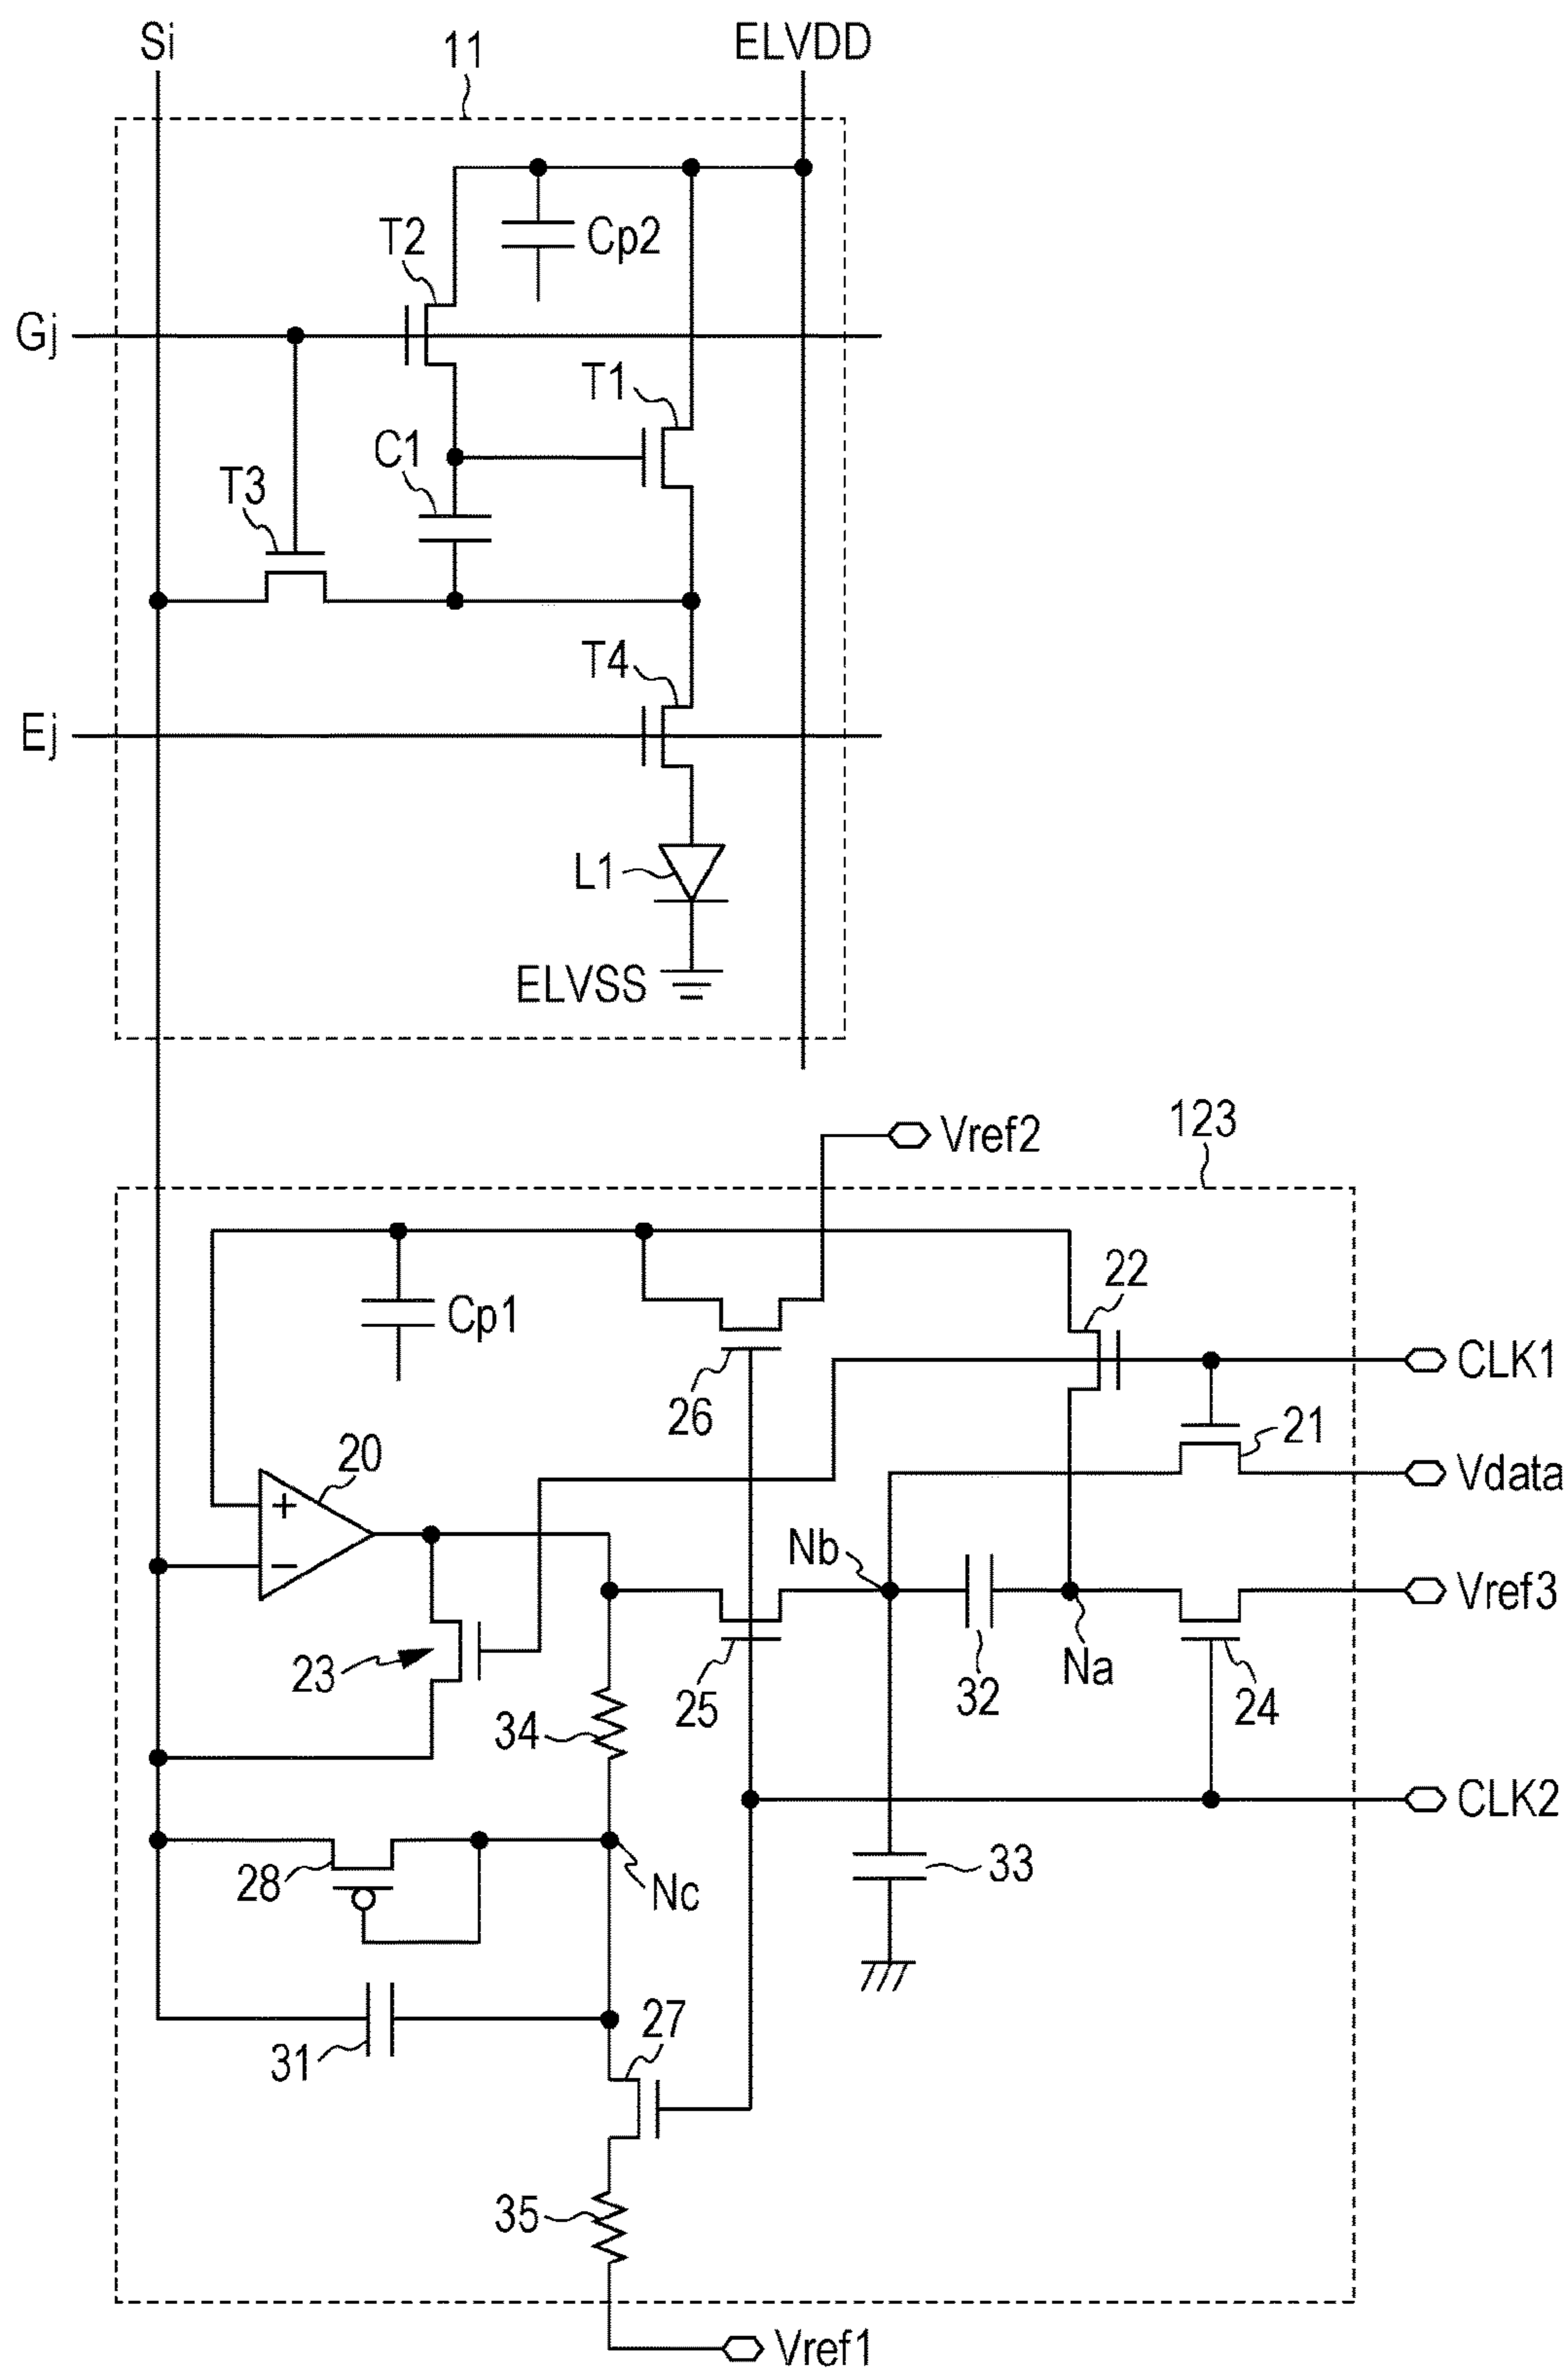 Si
11
ELVDD
T2
Cp2
Gj
T1
C1
T3
T4
Ej
L1
ELVSS
Vref2
123
22
Cp1
CLK1
26
21
20
Vdata
+
Nb
−
Vref3
23
25
32
Na
24
34
CLK2
28
Nc
33
27
31
35
Vref1